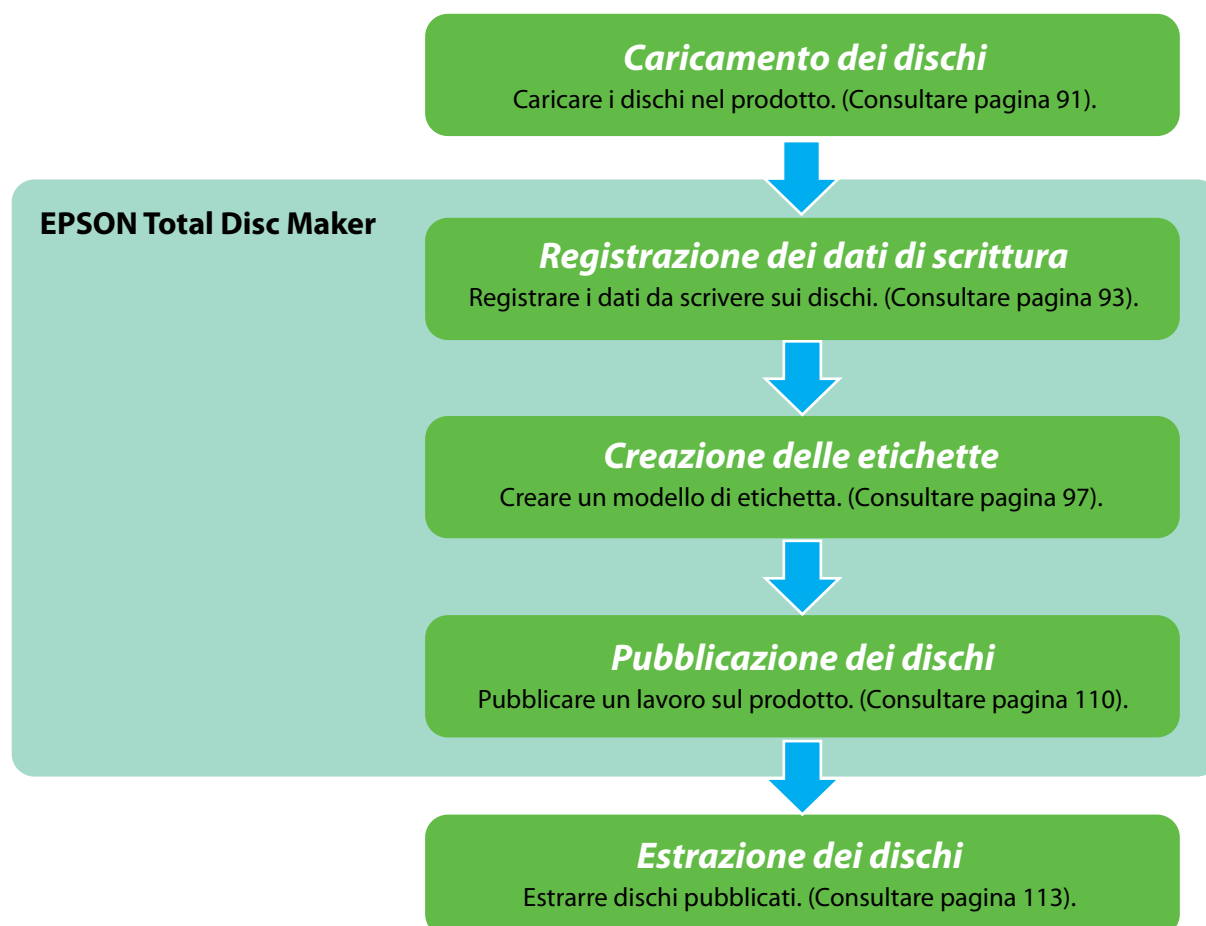 Caricamento dei dischi
Caricare i dischi nel prodotto. (Consultare pagina 91).
EPSON Total Disc Maker
Registrazione dei dati di scrittura
Registrare i dati da scrivere sui dischi. (Consultare pagina 93).
Creazione delle etichette
Creare un modello di etichetta. (Consultare pagina 97).
Pubblicazione dei dischi
Pubblicare un lavoro sul prodotto. (Consultare pagina 110).
Estrazione dei dischi
Estrarre dischi pubblicati. (Consultare pagina 113).